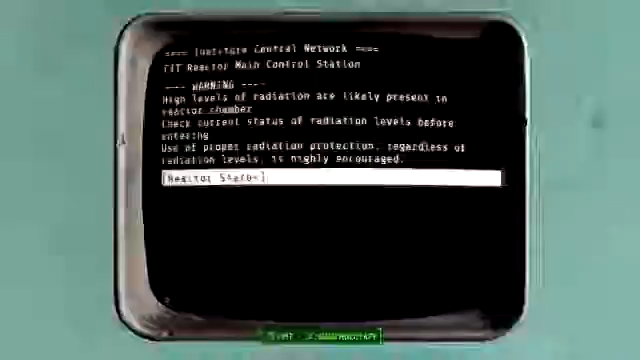 ==== Institute Central Network ====
CIT Reactor Main Control Station
---- WARNING ----
High levels of radiation are likely present in
reactor chamber
Check current status of radiation levels before
entering
Use of proper radiation protection, regardless of
radiation levels, is highly encouraged.
[Reactor Status]
>